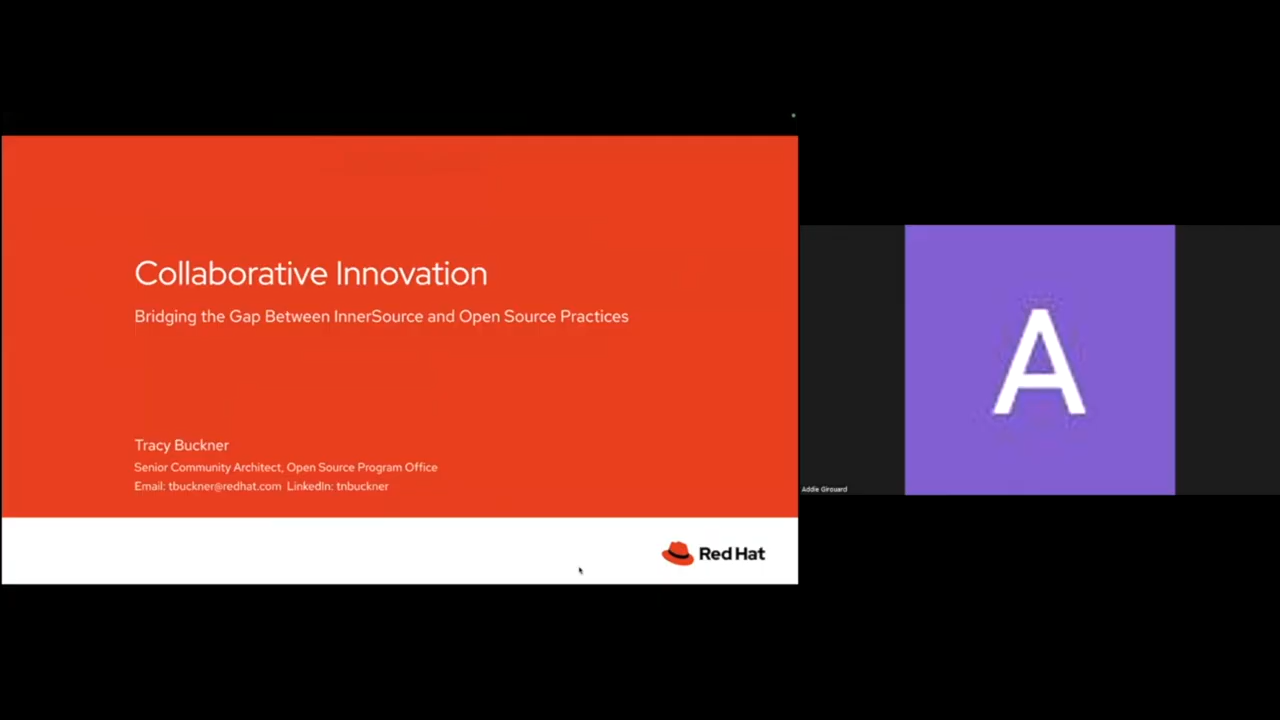 Collaborative Innovation
Bridging the Gap Between InnerSource and Open Source Practices
Tracy Buckner
Senior Community Architect, Open Source Program Office
Email: tbuckner@redhat.com LinkedIn: tnbuckner
Red Hat
A
Addie Girouard